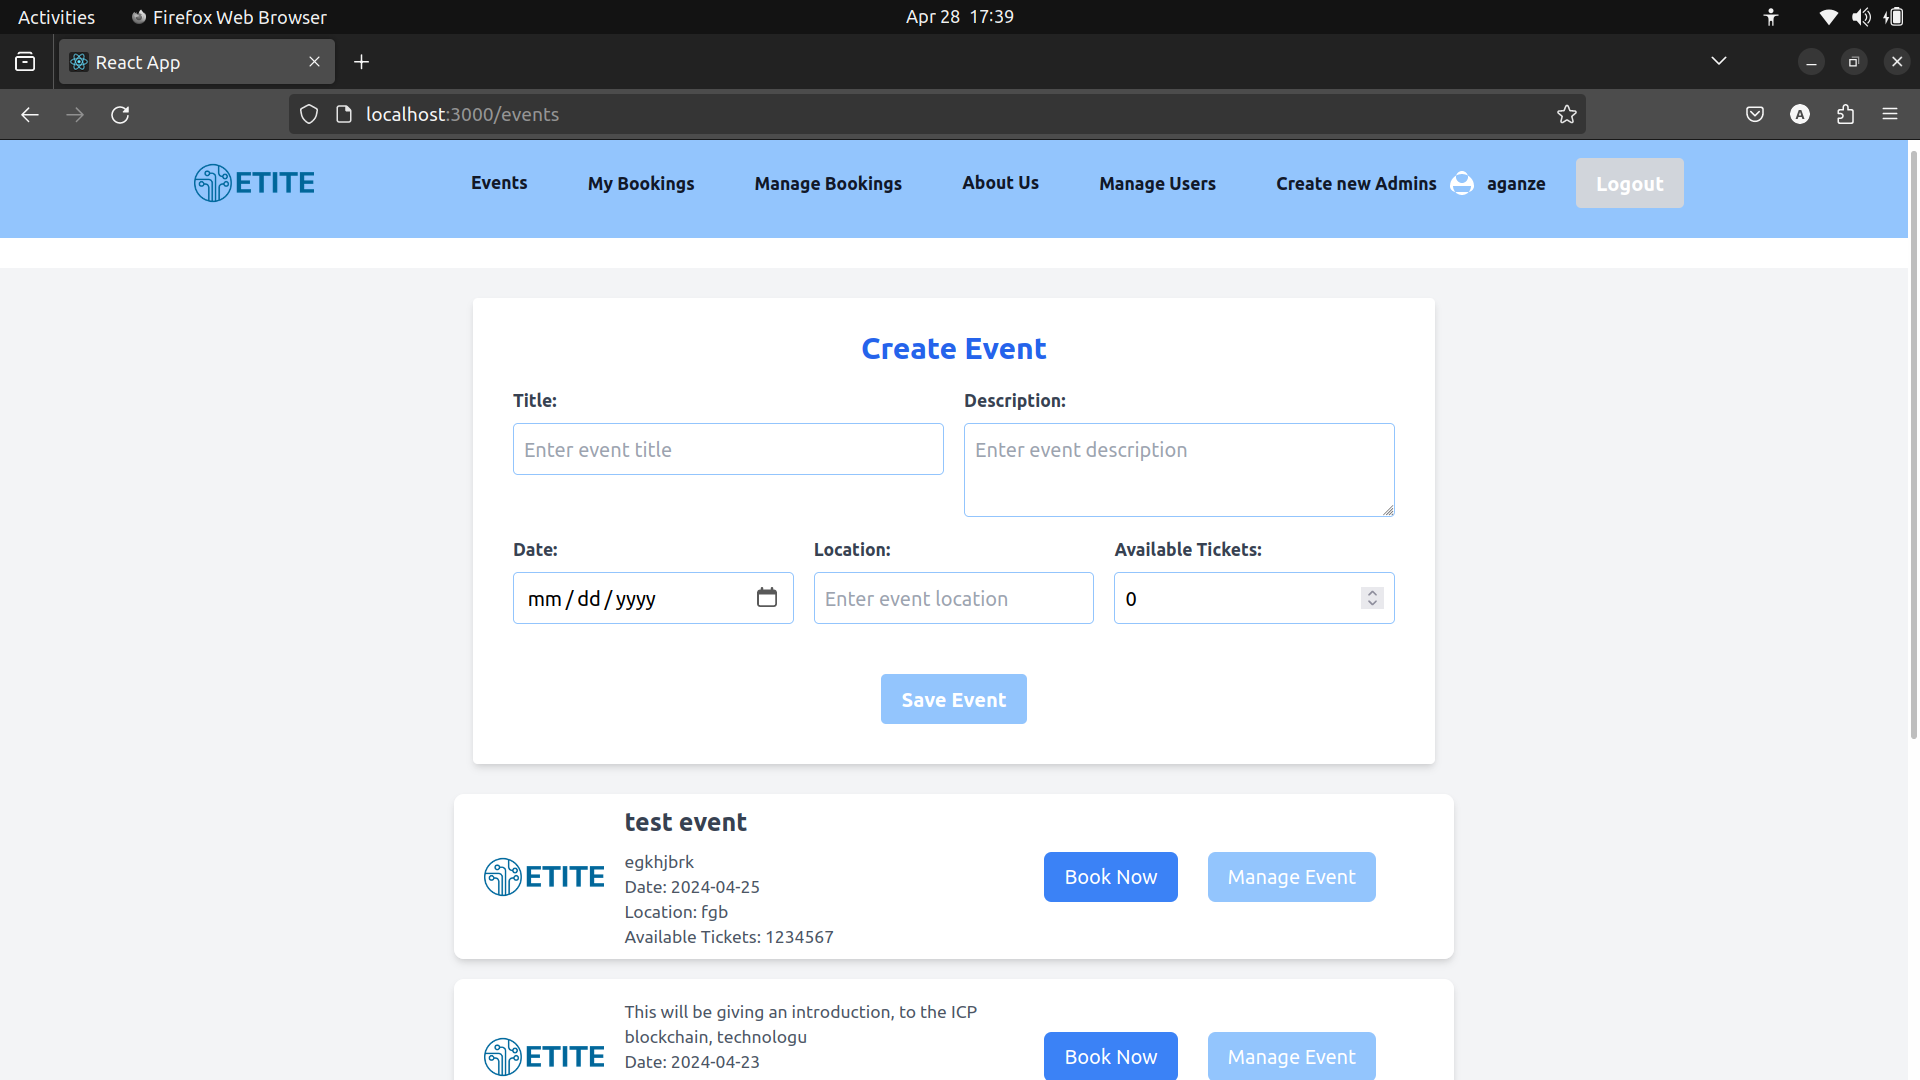 Activities Firefox Web Browser Apr 28 17:39
React App
localhost:3000/events A
ETITE Events My Bookings Manage Bookings About Us Manage Users Create new Admins aganze Logout
Create Event
Title: Description:
Enter event title Enter event description
Date: Location: Available Tickets:
mm/dd/yyyy Enter event location 0
Save Event
test event
egkhjbrk
ETITE Book Now Manage Event
Date: 2024-04-25
Location: fgb
Available Tickets: 1234567
This will be giving an introduction, to the ICP
blockchain, technologu
ETITE Book Now Manage Event
Date: 2024-04-23